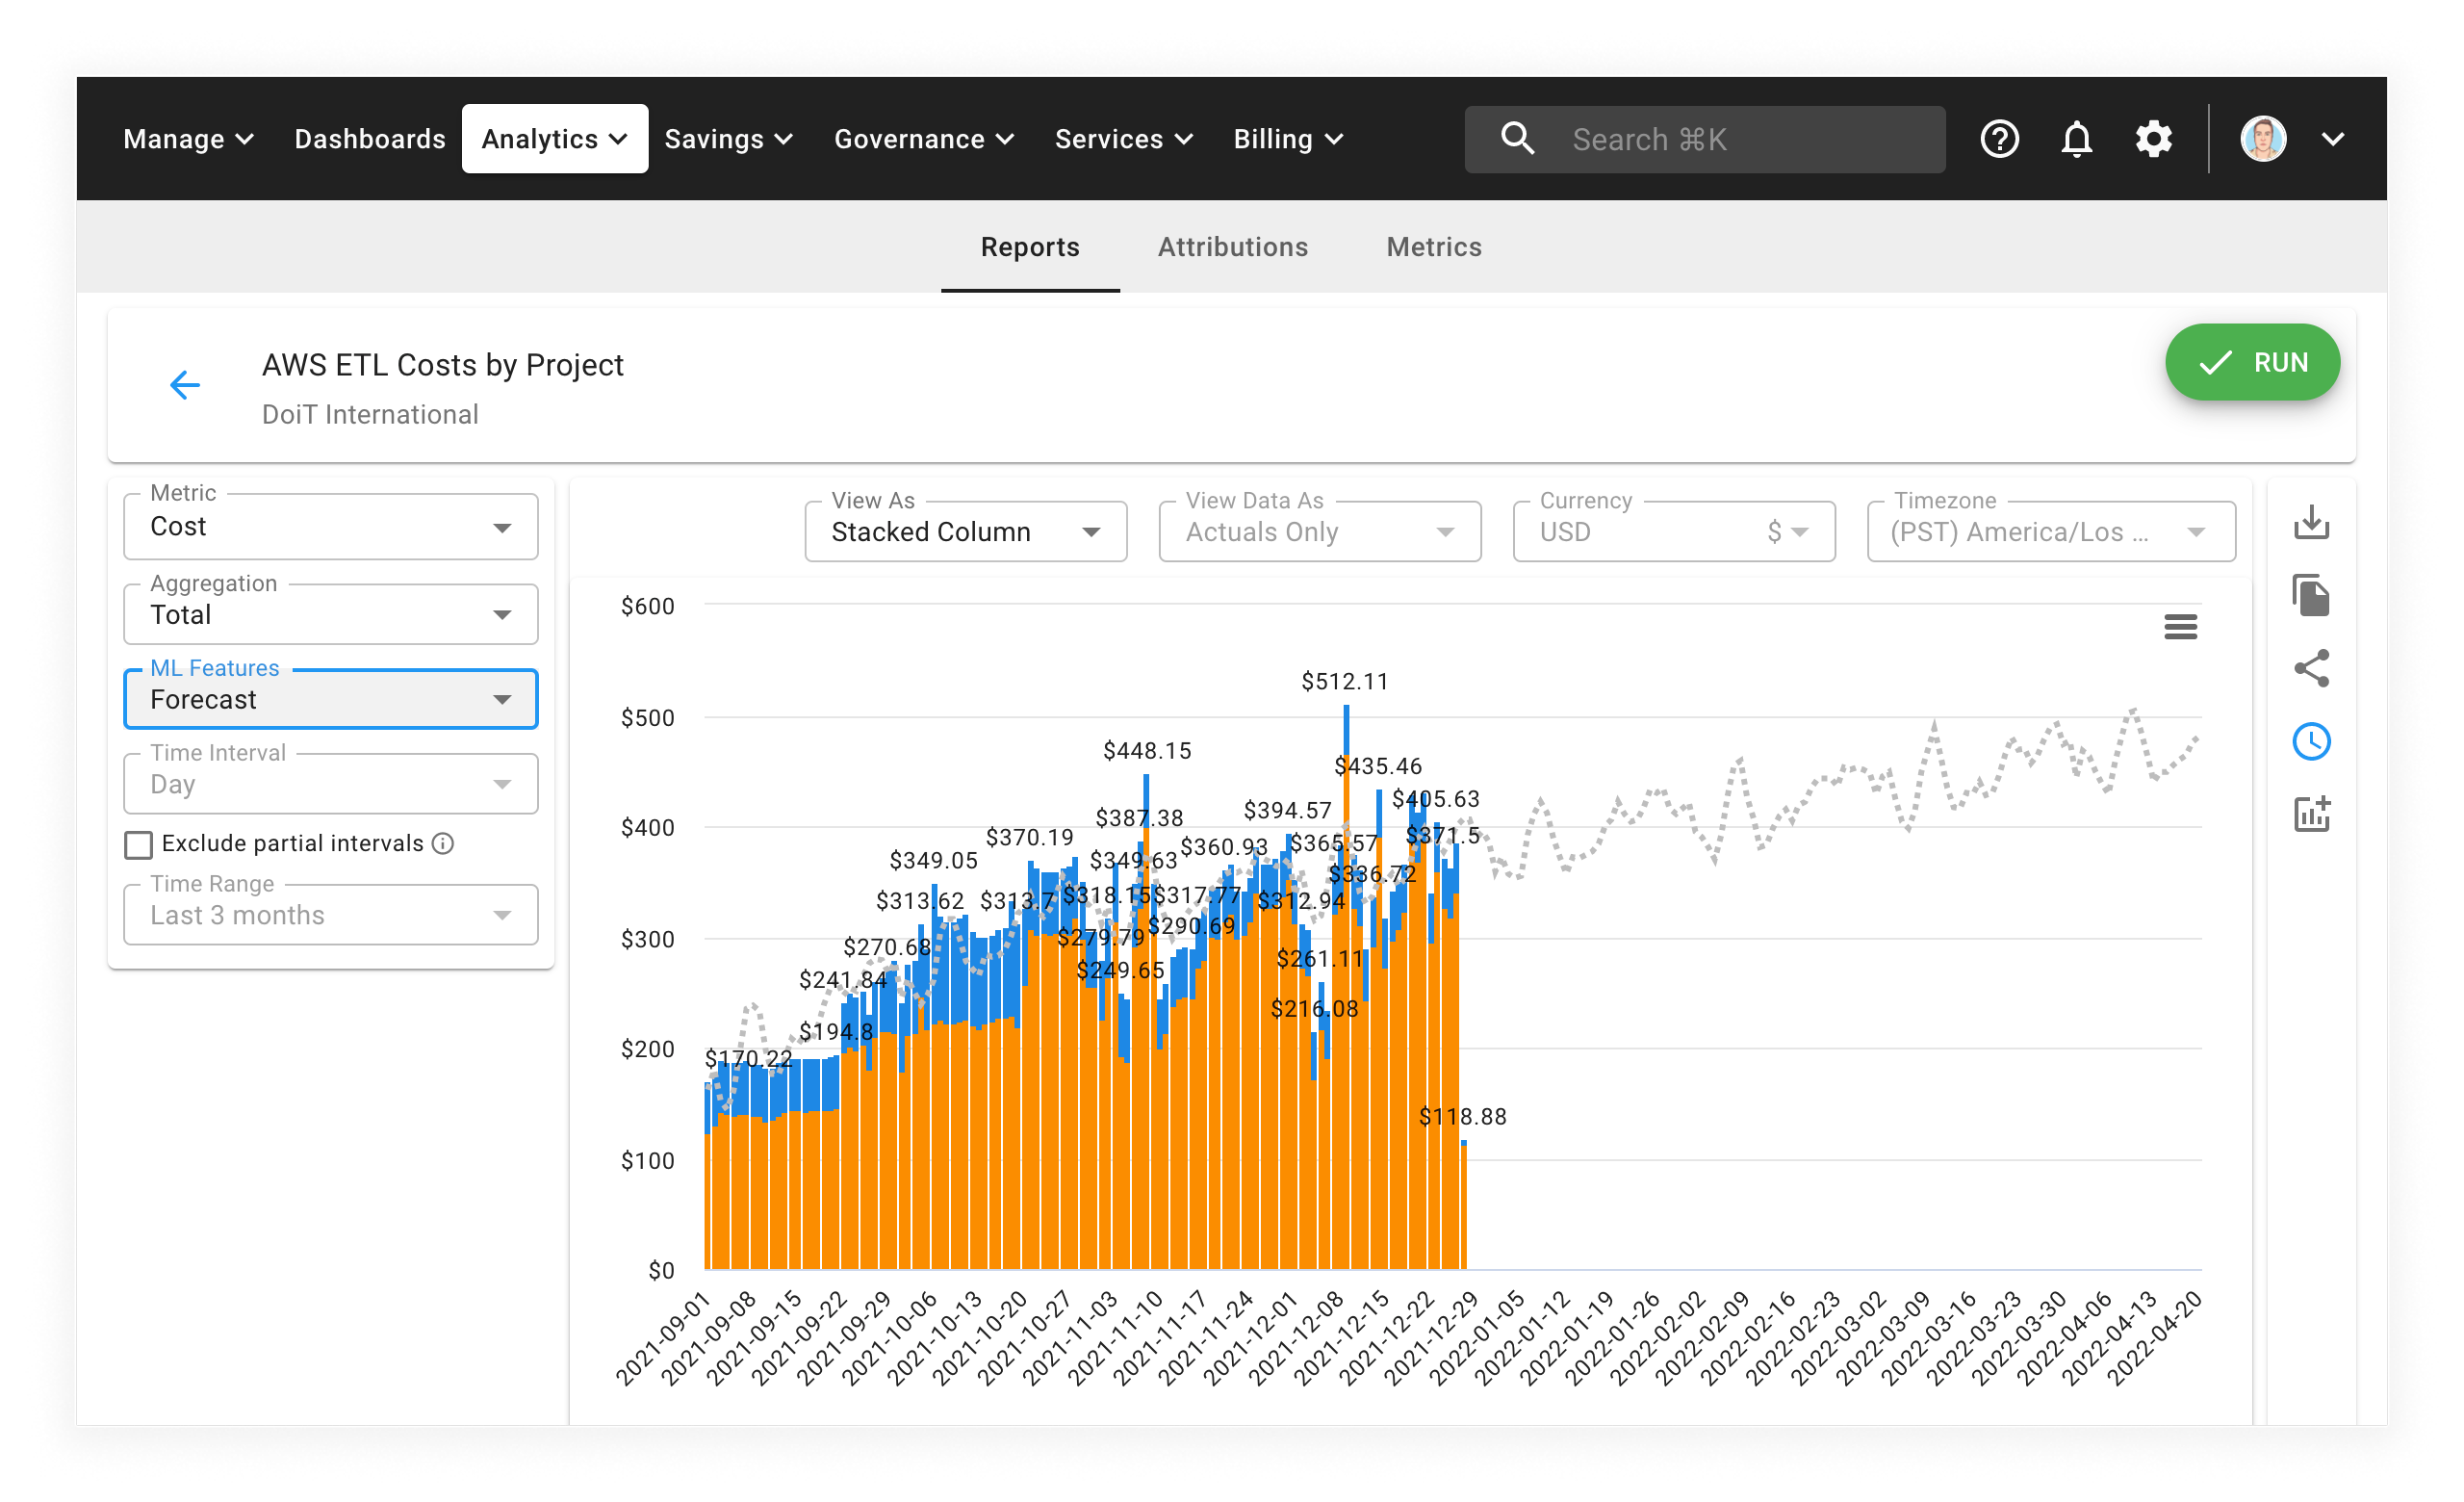 Manage Dashboards Analytics Savings Governance Services Billing Search ⌘K
Reports Attributions Metrics
AWS ETL Costs by Project
DoiT International
RUN
Metric
Cost
Aggregation
Total
ML Features
Forecast
Time Interval
Day
Exclude partial intervals
Time Range
Last 3 months
View As
Stacked Column
View Data As
Actuals Only
Currency
USD $
Timezone
(PST) America/Los ...
$600
$500
$400
$300
$200
$100
$0
$512.11
$448.15
$435.46
$405.63
$394.57
$387.38
$370.19
$371.5
$365.57
$360.93
$349.05
$349.63
$336.72
$313.62
$313.7
$318.15
$317.77
$312.94
$290.69
$279.79
$270.68
$261.11
$249.65
$241.84
$216.08
$194.8
$170.22
$118.88
2021-09-01
2021-09-08
2021-09-15
2021-09-22
2021-09-29
2021-10-06
2021-10-13
2021-10-20
2021-10-27
2021-11-03
2021-11-10
2021-11-17
2021-11-24
2021-12-01
2021-12-08
2021-12-15
2021-12-22
2021-12-29
2022-01-05
2022-01-12
2022-01-19
2022-01-26
2022-02-02
2022-02-09
2022-02-16
2022-02-23
2022-03-02
2022-03-09
2022-03-16
2022-03-23
2022-03-30
2022-04-06
2022-04-13
2022-04-20